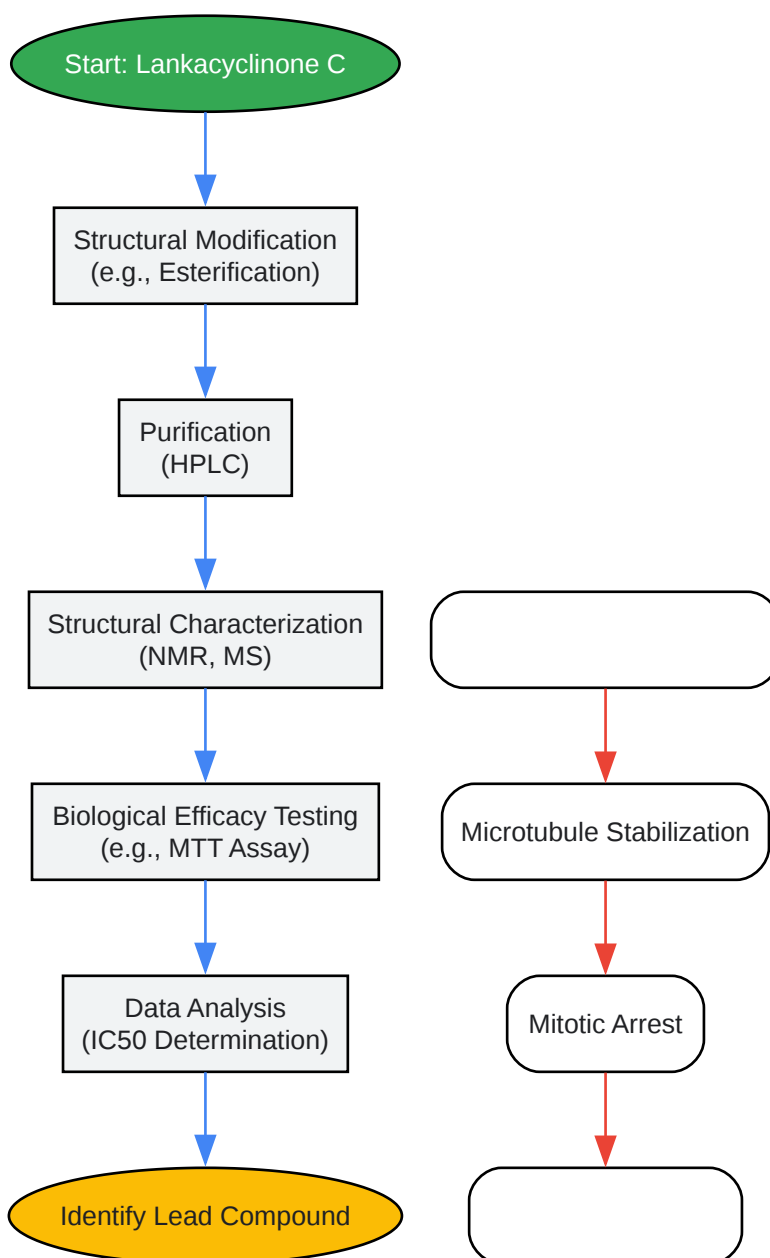 Start: Lankacyclinone C
Structural Modification
(e.g., Esterification)
Purification
(HPLC)
Structural Characterization
(NMR, MS)
Biological Efficacy Testing
(e.g., MTT Assay)
Data Analysis
(IC50 Determination)
Identify Lead Compound
Microtubule Stabilization
Mitotic Arrest